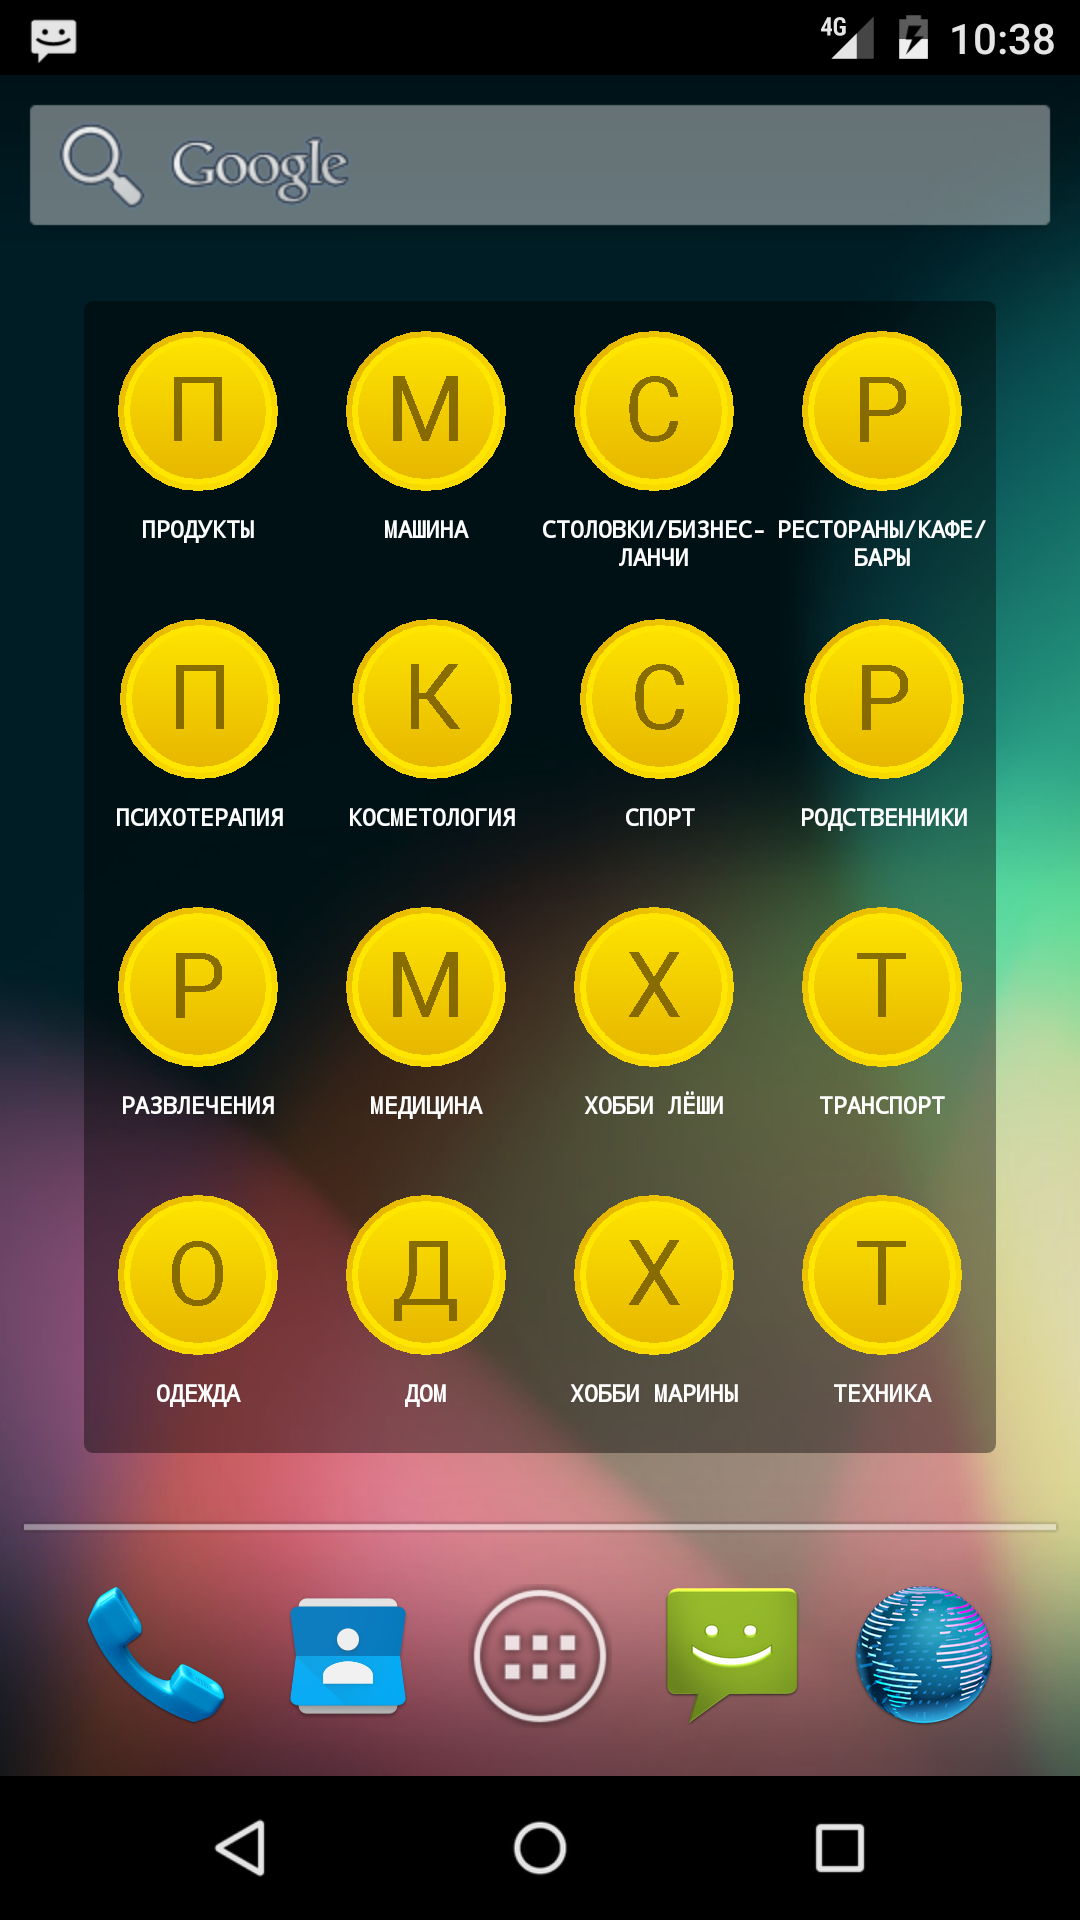 4G 10:38
Google
П М С Р
ПРОДУКТЫ МАШИНА СТОЛОВКИ/БИЗНЕС- РЕСТОРАНЫ/КАФЕ/
ЛАНЧИ БАРЫ
П К С Р
ПСИХОТЕРАПИЯ КОСМЕТОЛОГИЯ СПОРТ РОДСТВЕННИКИ
Р М Х Т
РАЗВЛЕЧЕНИЯ МЕДИЦИНА ХОББИ ЛЁШИ ТРАНСПОРТ
О Д Х Т
ОДЕЖДА ДОМ ХОББИ МАРИНЫ ТЕХНИКА